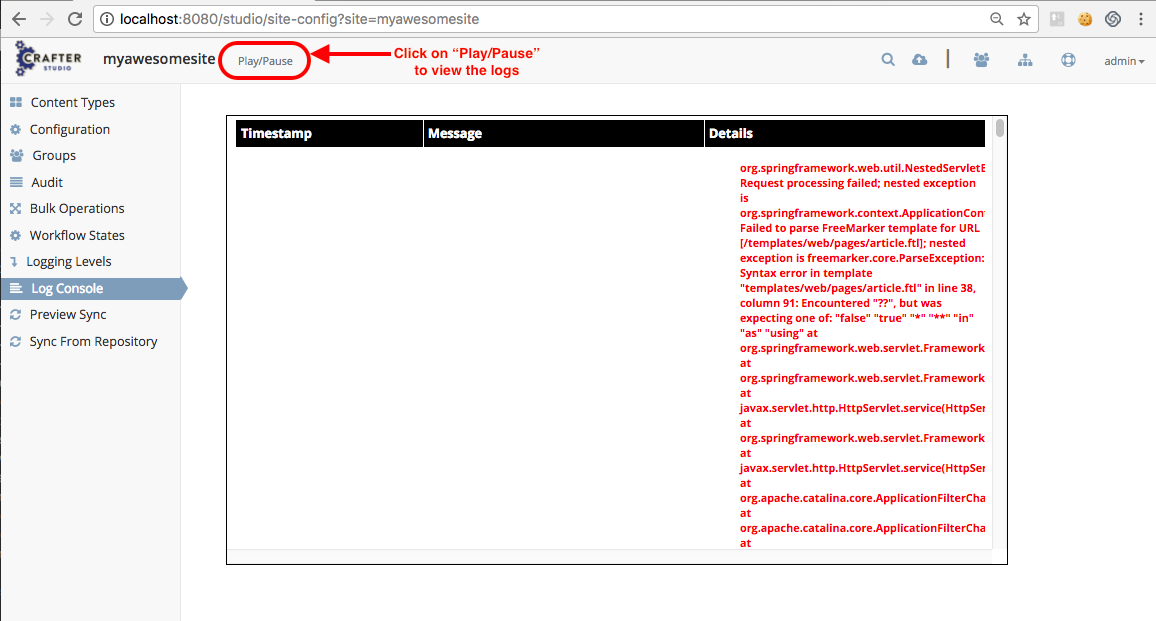 localhost:8080/studio/site-config?site=myawesomesite
CRAFTER
STUDIO
myawesomesite
Play/Pause
Click on “Play/Pause”
to view the logs
admin
Content Types
Configuration
Groups
Audit
Bulk Operations
Workflow States
Logging Levels
Log Console
Preview Sync
Sync From Repository
Timestamp Message Details
org.springframework.web.util.NestedServletE
Request processing failed; nested exception
is
org.springframework.context.ApplicationCon
Failed to parse FreeMarker template for URL
[/templates/web/pages/article.ftl]; nested
exception is freemarker.core.ParseException:
Syntax error in template
"templates/web/pages/article.ftl" in line 38,
column 91: Encountered "??", but was
expecting one of: "false" "true" "*" "**" "in"
"as" "using" at
org.springframework.web.servlet.Framework
at
org.springframework.web.servlet.Framework
at
javax.servlet.http.HttpServlet.service(HttpSer
at
org.springframework.web.servlet.Framework
at
javax.servlet.http.HttpServlet.service(HttpSer
at
org.apache.catalina.core.ApplicationFilterCha
at
org.apache.catalina.core.ApplicationFilterCha
at